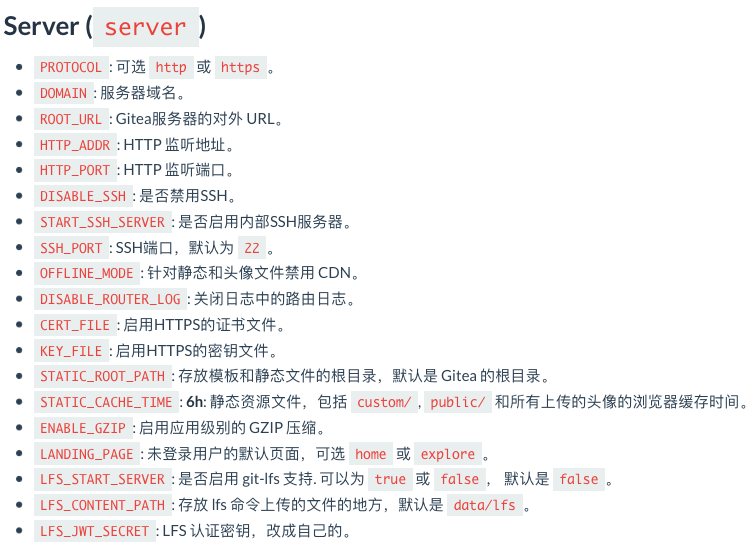 Server (server)
PROTOCOL: 可选 http 或 https 。
DOMAIN: 服务器域名。
ROOT_URL: Gitea服务器的对外 URL。
HTTP_ADDR: HTTP 监听地址。
HTTP_PORT: HTTP 监听端口。
DISABLE_SSH: 是否禁用SSH。
START_SSH_SERVER: 是否启用内部SSH服务器。
SSH_PORT: SSH端口，默认为 22 。
OFFLINE_MODE: 针对静态和头像文件禁用 CDN。
DISABLE_ROUTER_LOG: 关闭日志中的路由日志。
CERT_FILE: 启用HTTPS的证书文件。
KEY_FILE: 启用HTTPS的密钥文件。
STATIC_ROOT_PATH: 存放模板和静态文件的根目录，默认是 Gitea 的根目录。
STATIC_CACHE_TIME: 6h: 静态资源文件，包括 custom/, public/ 和所有上传的头像的浏览器缓存时间。
ENABLE_GZIP: 启用应用级别的 GZIP 压缩。
LANDING_PAGE: 未登录用户的默认页面，可选 home 或 explore 。
LFS_START_SERVER: 是否启用 git-lfs 支持. 可以为 true 或 false ， 默认是 false 。
LFS_CONTENT_PATH: 存放 lfs 命令上传的文件的地方，默认是 data/lfs 。
LFS_JWT_SECRET: LFS 认证密钥，改成自己的。